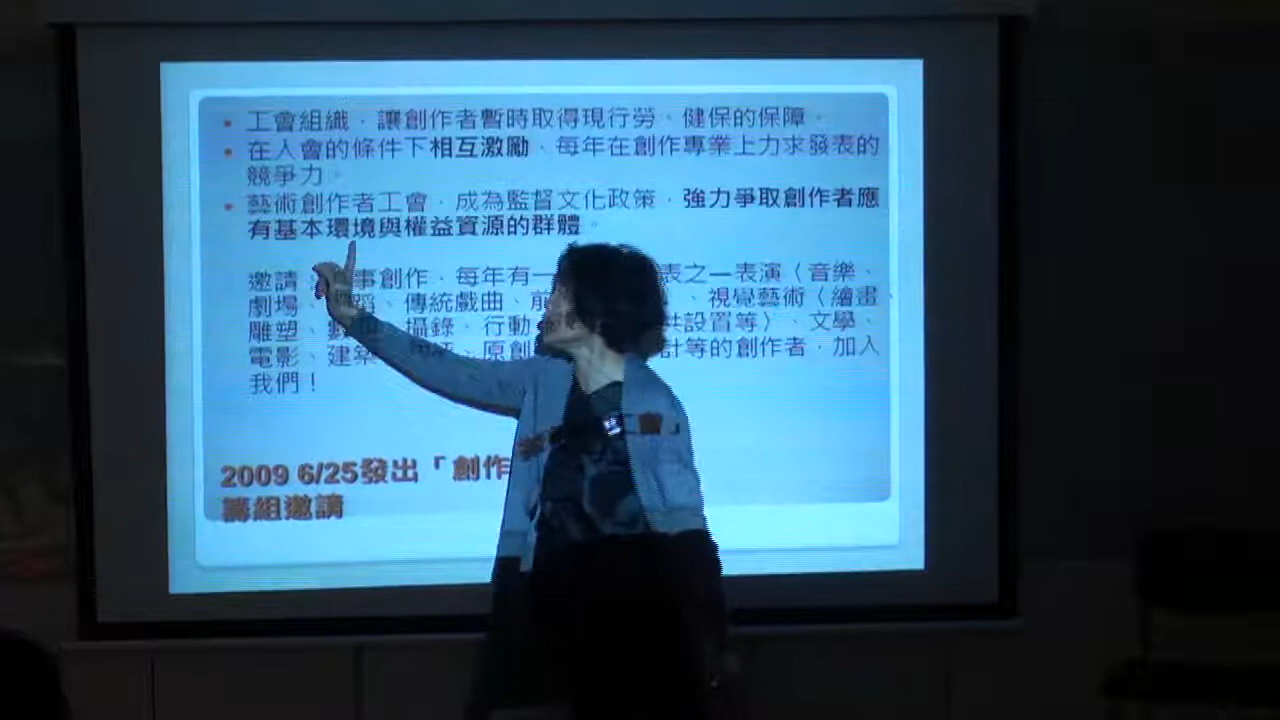 工會組織，讓創作者暫時取得現行勞、健保的保障。
在入會的條件下相互激勵，每年在創作專業上力求發表的
競爭力。
藝術創作者工會，成為監督文化政策，強力爭取創作者應
有基本環境與權益資源的群體。
邀請 事創作，每年有一 表之一表演（音樂、
劇場、 蹈、傳統戲曲、 、視覺藝術（繪畫、
雕塑、 攝錄、行動 設置等）、文學、
電影、建築 原創 計等的創作者，加入
我們！
2009 6/25發出「創作 」
籌組邀請